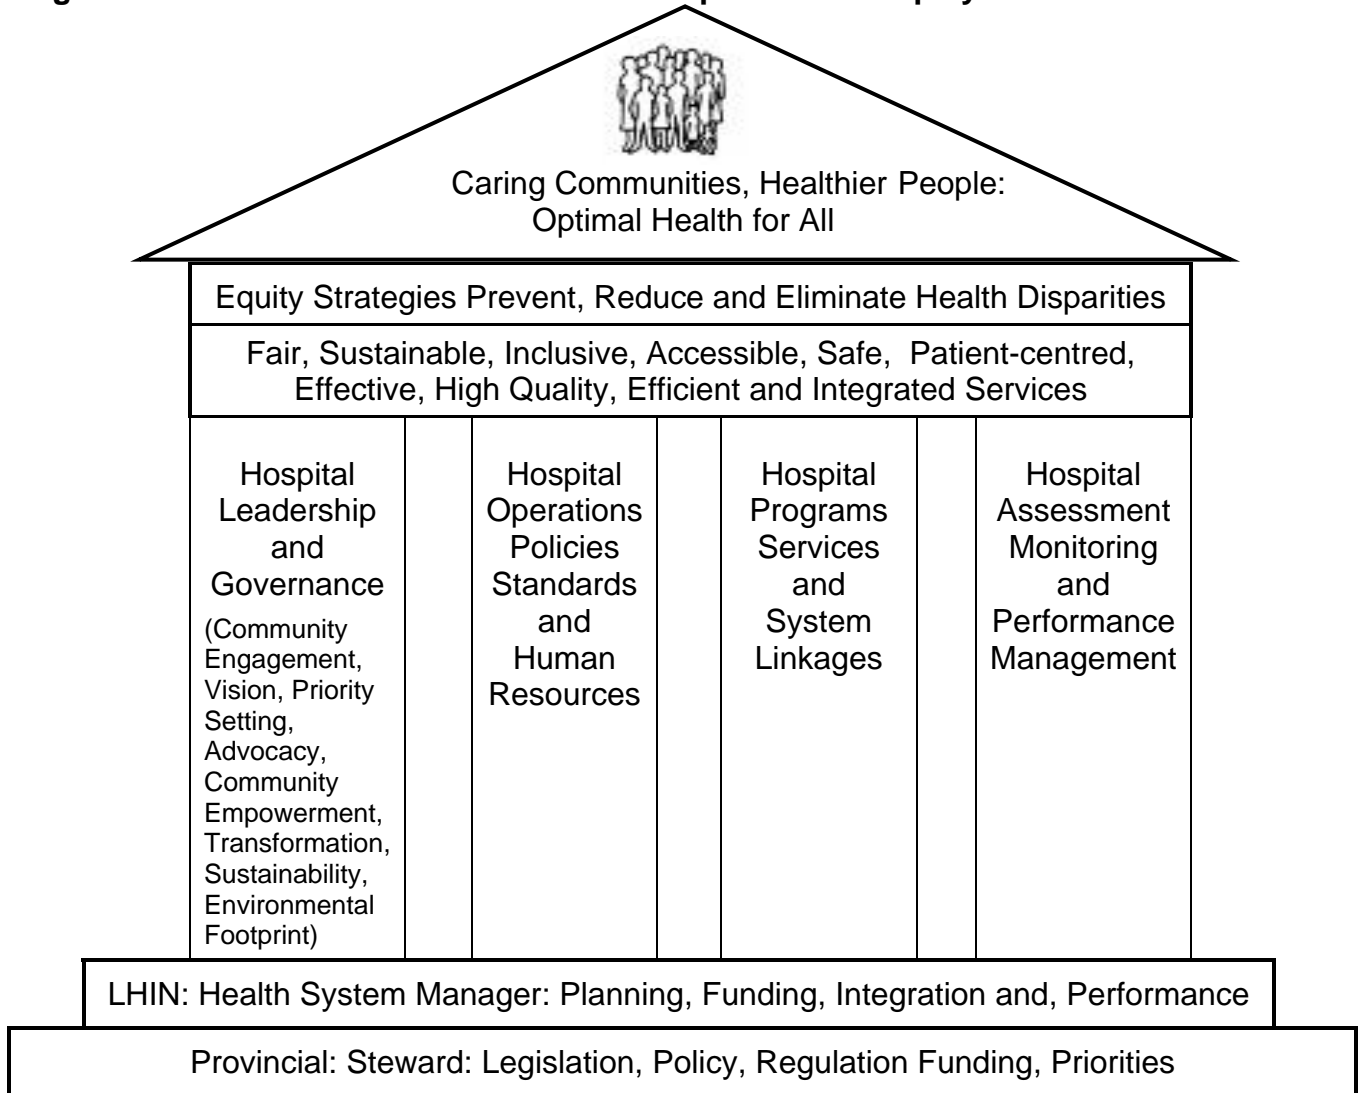 Caring Communities, Healthier People:
Optimal Health for All
Equity Strategies Prevent, Reduce and Eliminate Health Disparities
Fair, Sustainable, Inclusive, Accessible, Safe, Patient-centred,
Effective, High Quality, Efficient and Integrated Services
Hospital
Leadership
and
Governance
(Community
Engagement,
Vision, Priority
Setting,
Advocacy,
Community
Empowerment,
Transformation,
Sustainability,
Environmental
Footprint)
Hospital
Operations
Policies
Standards
and
Human
Resources
Hospital
Programs
Services
and
System
Linkages
Hospital
Assessment
Monitoring
and
Performance
Management
LHIN: Health System Manager: Planning, Funding, Integration and, Performance
Provincial: Steward: Legislation, Policy, Regulation Funding, Priorities